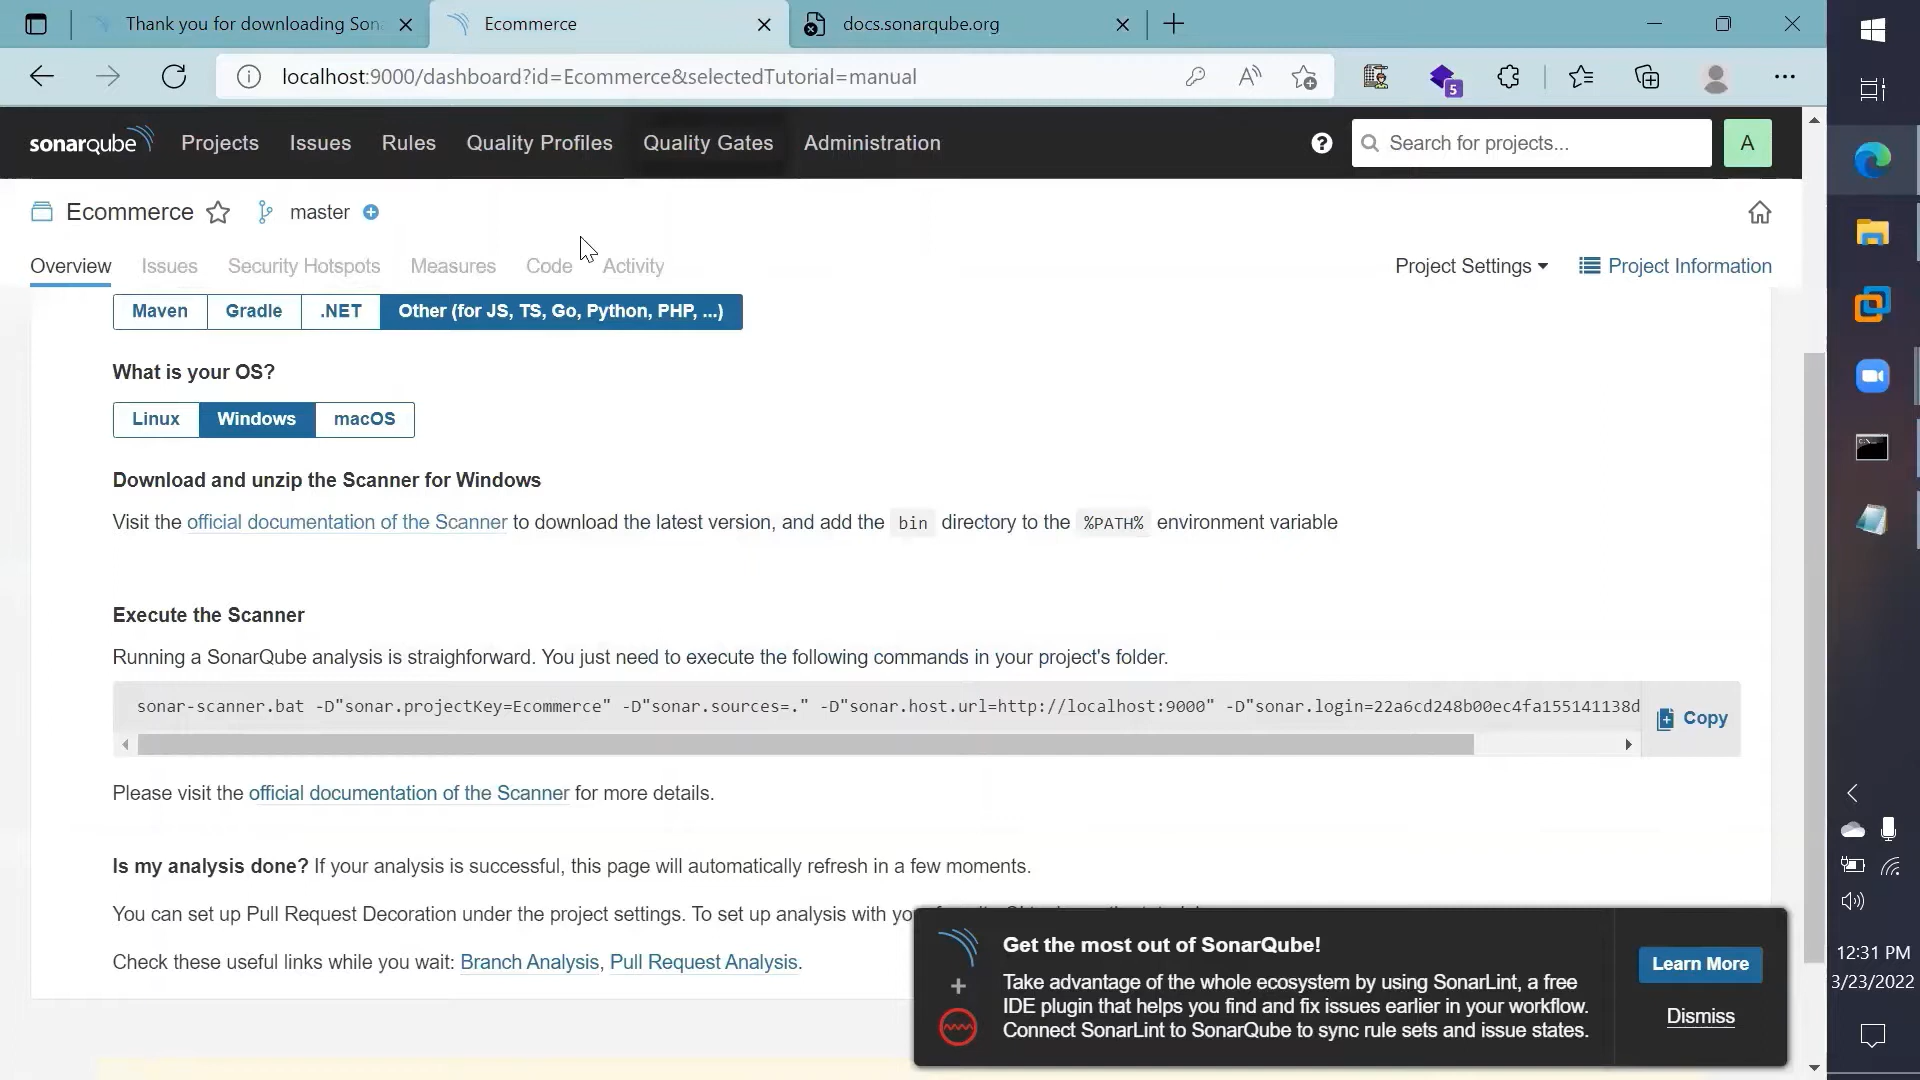 Thank you for downloading Son
Ecommerce
docs.sonarqube.org
localhost:9000/dashboard?id=Ecommerce&selectedTutorial=manual
5
sonarqube
Projects
Issues
Rules
Quality Profiles
Quality Gates
Administration
?
Search for projects...
A
Ecommerce
master
Overview
Issues
Security Hotspots
Measures
Code
Activity
Project Settings
Project Information
Maven
Gradle
.NET
Other (for JS, TS, Go, Python, PHP, ...)
What is your OS?
Linux
Windows
macOS
Download and unzip the Scanner for Windows
Visit the official documentation of the Scanner to download the latest version, and add the bin directory to the %PATH% environment variable
Execute the Scanner
Running a SonarQube analysis is straighforward. You just need to execute the following commands in your project's folder.
sonar-scanner.bat -D"sonar.projectKey=Ecommerce" -D"sonar.sources=." -D"sonar.host.url=http://localhost:9000" -D"sonar.login=22a6cd248b00ec4fa155141138d
Copy
Please visit the official documentation of the Scanner for more details.
Is my analysis done? If your analysis is successful, this page will automatically refresh in a few moments.
You can set up Pull Request Decoration under the project settings. To set up analysis with yo
Check these useful links while you wait: Branch Analysis, Pull Request Analysis.
Get the most out of SonarQube!
Take advantage of the whole ecosystem by using SonarLint, a free
IDE plugin that helps you find and fix issues earlier in your workflow.
Connect SonarLint to SonarQube to sync rule sets and issue states.
Learn More
Dismiss
12:31 PM
3/23/2022